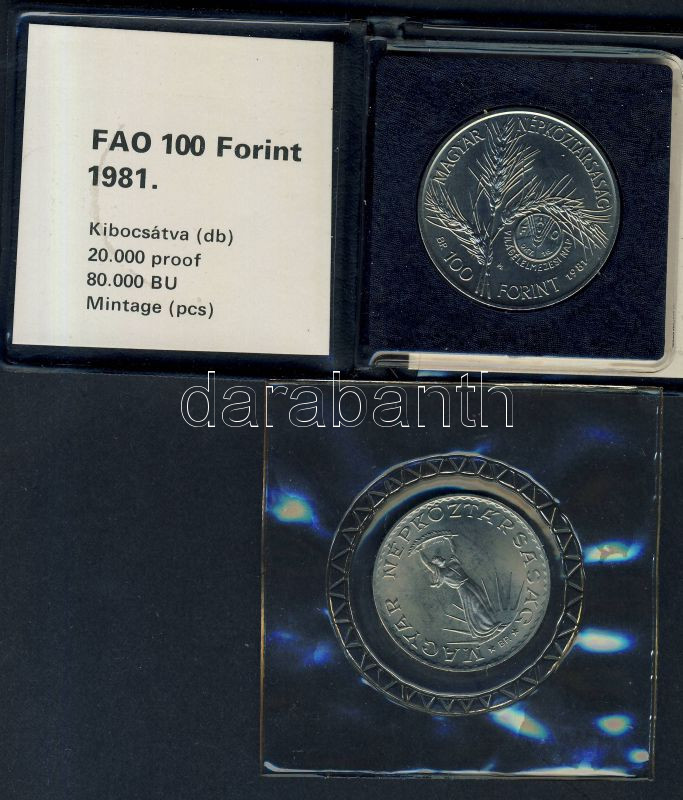 FAO 100 Forint
1981.
Kibocsátva (db)
20.000 proof
80.000 BU
Mintage (pcs)
MAGYAR NÉPKÖZTÁRSASÁG
F A O
VILÁGÉLELMEZÉSI NAP
BP. 100 FORINT 1981
darabanth
MAGYAR NÉPKÖZTÁRSASÁG
* BP *